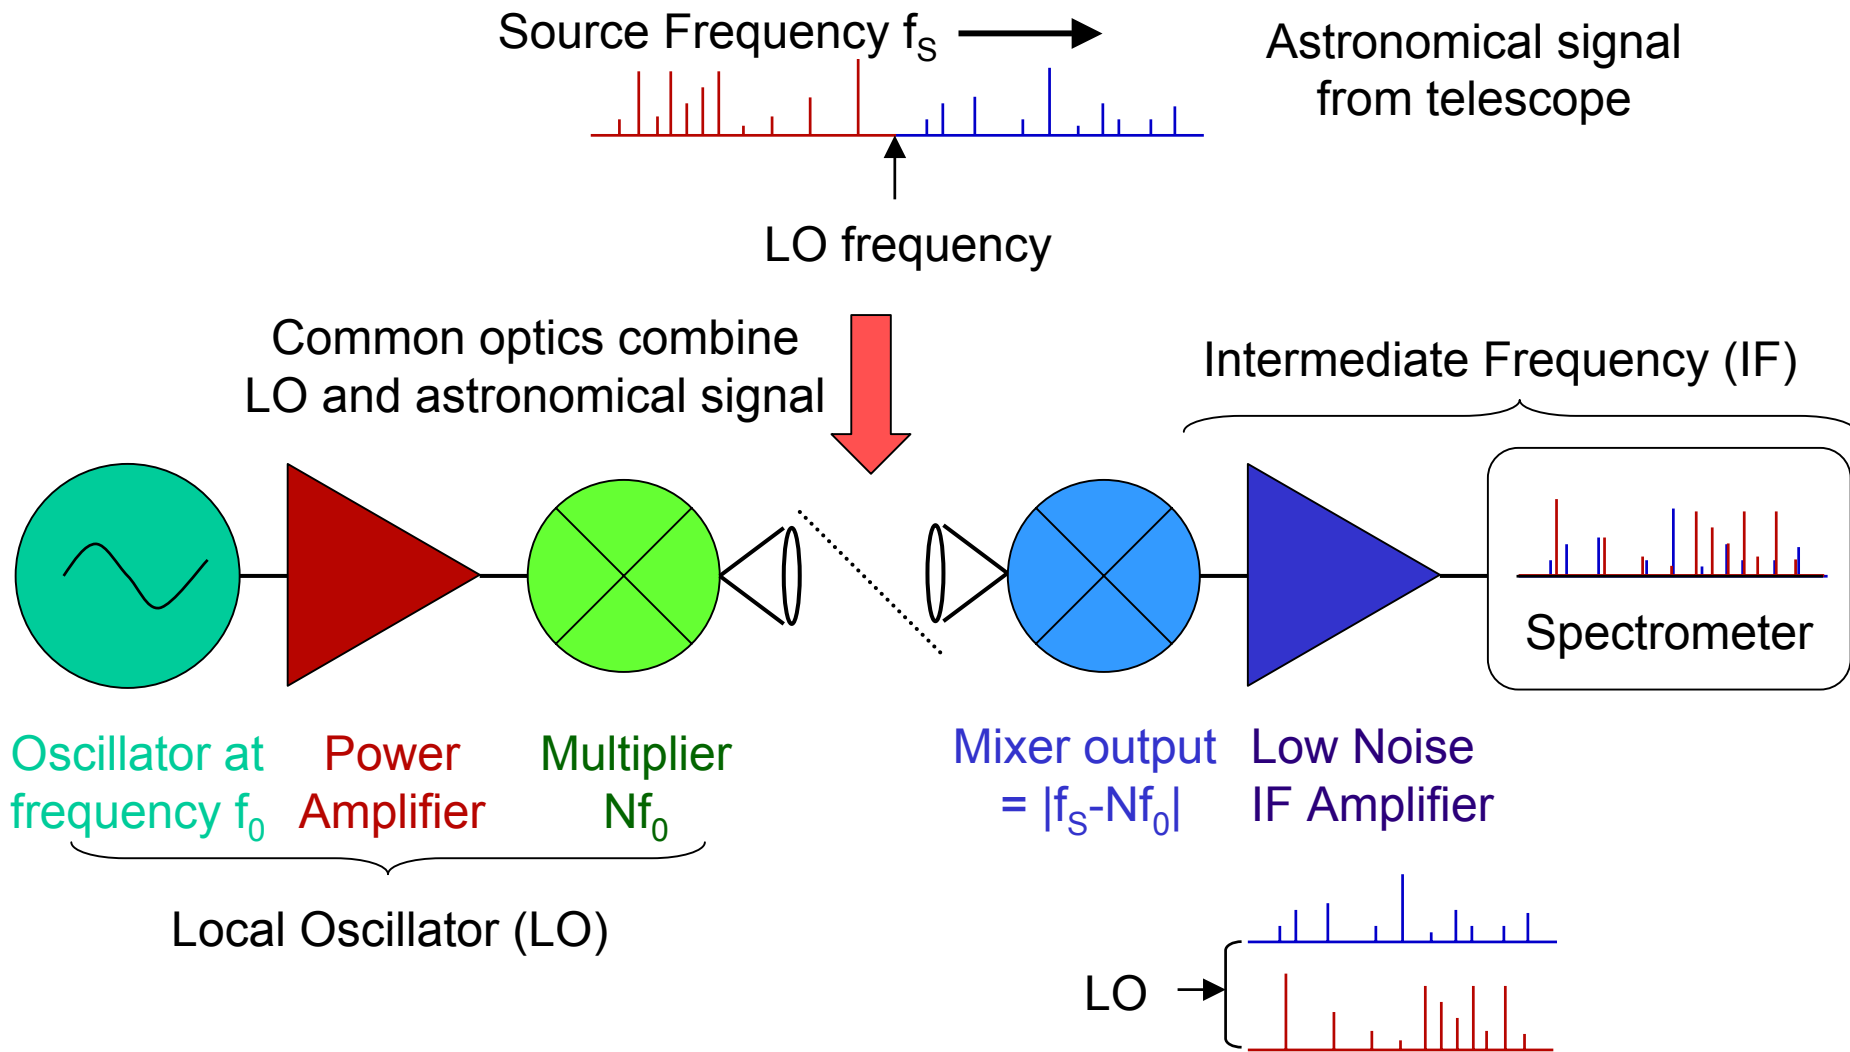 Source Frequency fS
Astronomical signal
from telescope
LO frequency
Common optics combine
LO and astronomical signal
Intermediate Frequency (IF)
Spectrometer
Oscillator at
frequency f0
Power
Amplifier
Multiplier
Nf0
Mixer output
= |fS-Nf0|
Low Noise
IF Amplifier
Local Oscillator (LO)
LO